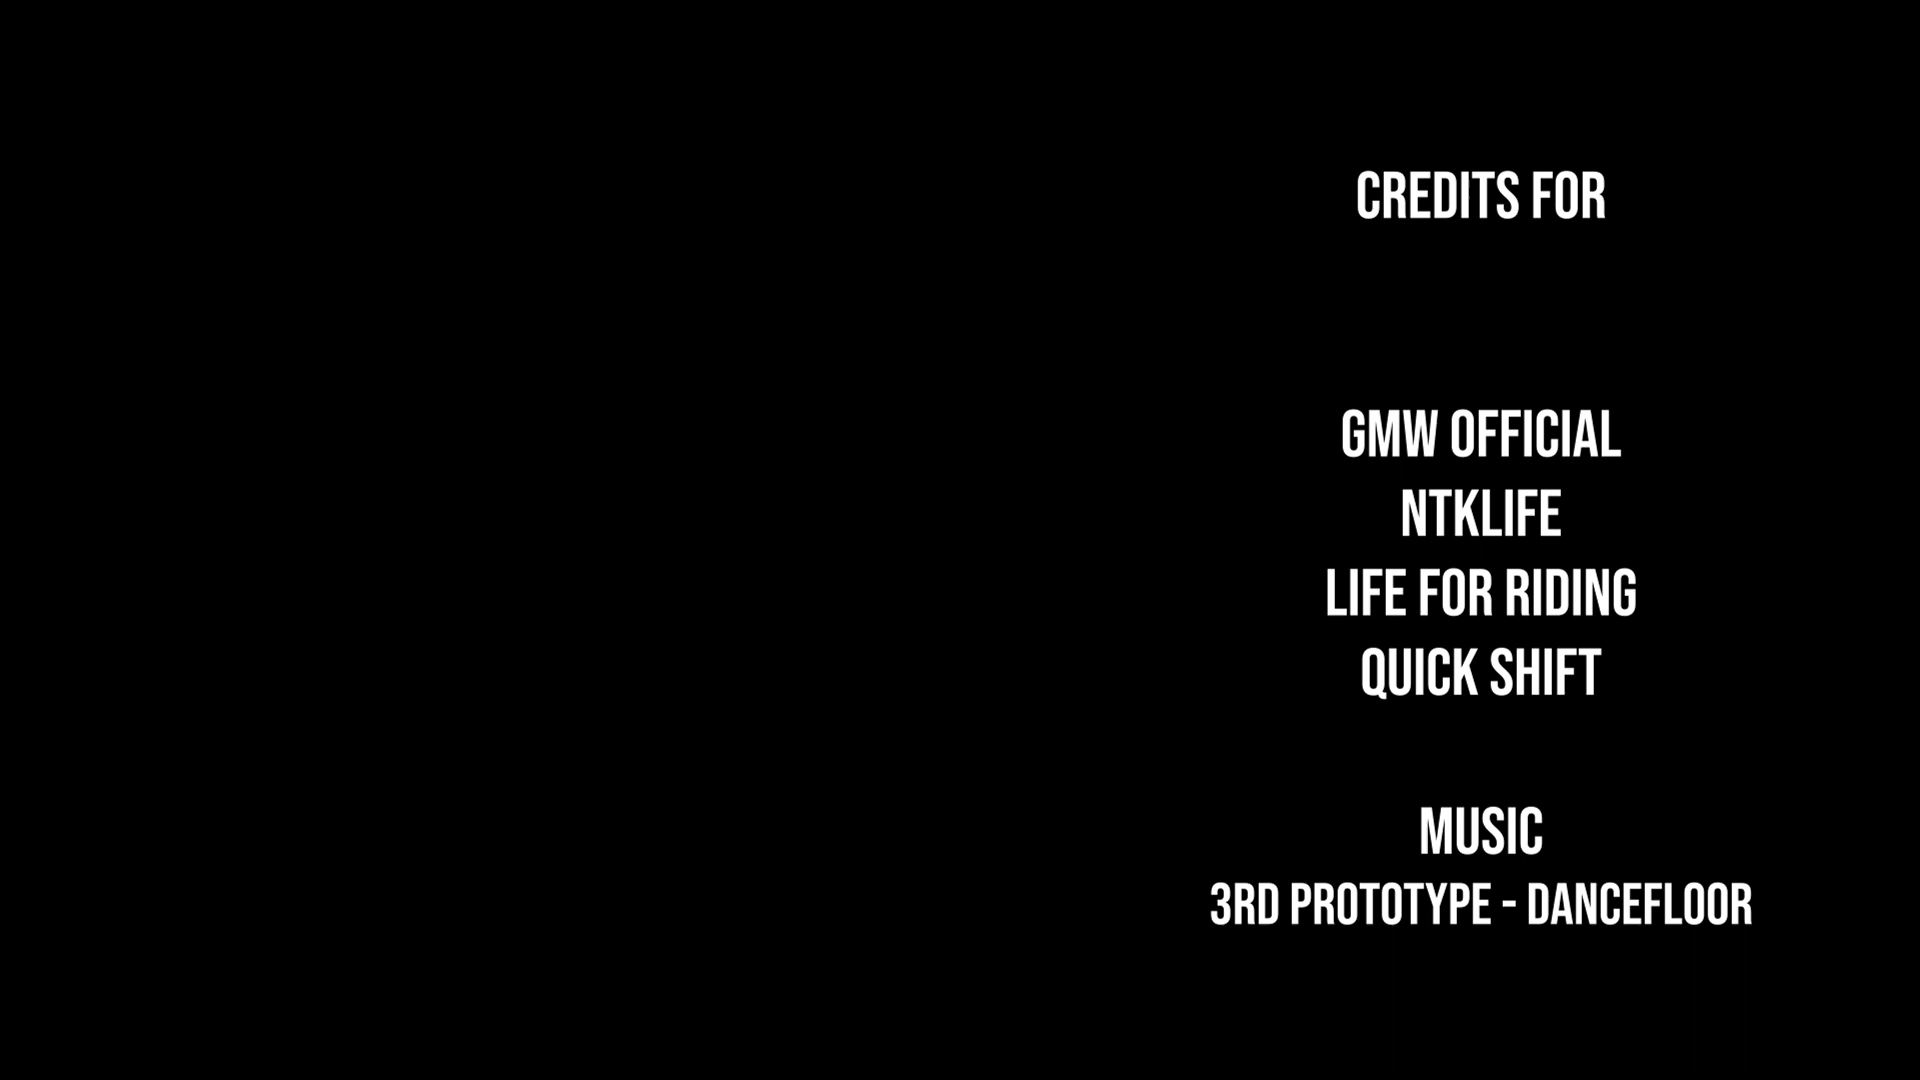 CREDITS FOR
GMW OFFICIAL
NTKLIFE
LIFE FOR RIDING
QUICK SHIFT
MUSIC
3RD PROTOTYPE - DANCEFLOOR